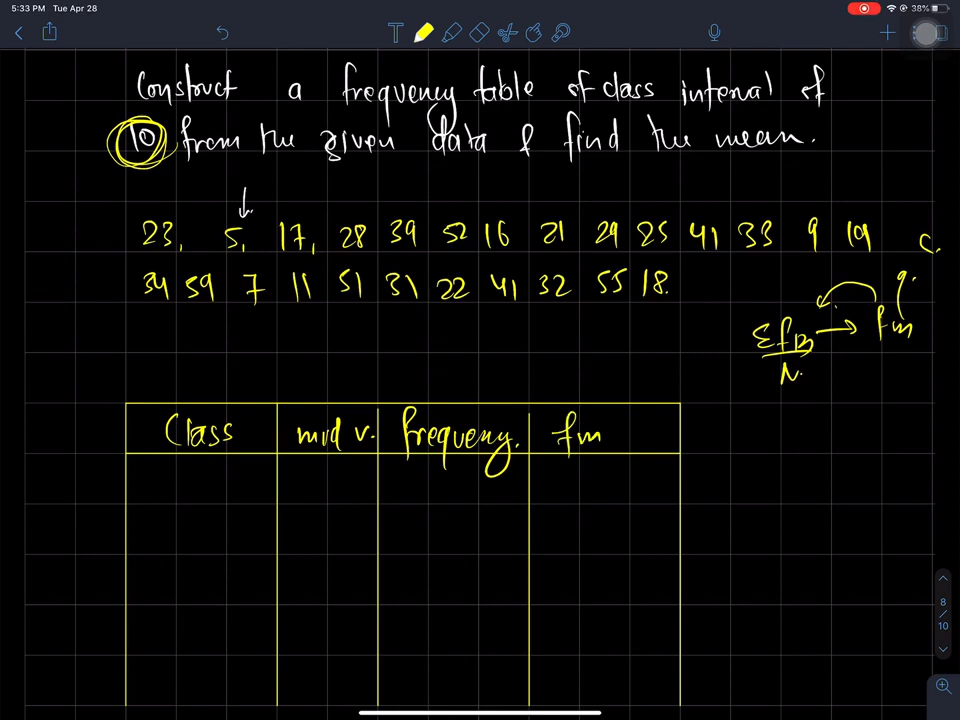 5:33 PM Tue Apr 28
38%
T
Construct a frequency table of class interval of
10 from the given data & find the mean.
23, 5, 17, 28 39 52 16 21 29 25 41 33 9 19 c.
34 59 7 11 51 31 22 41 32 55 18.
Σfm → fm
N.
Class mid v. frequeny. fm
8
/
10